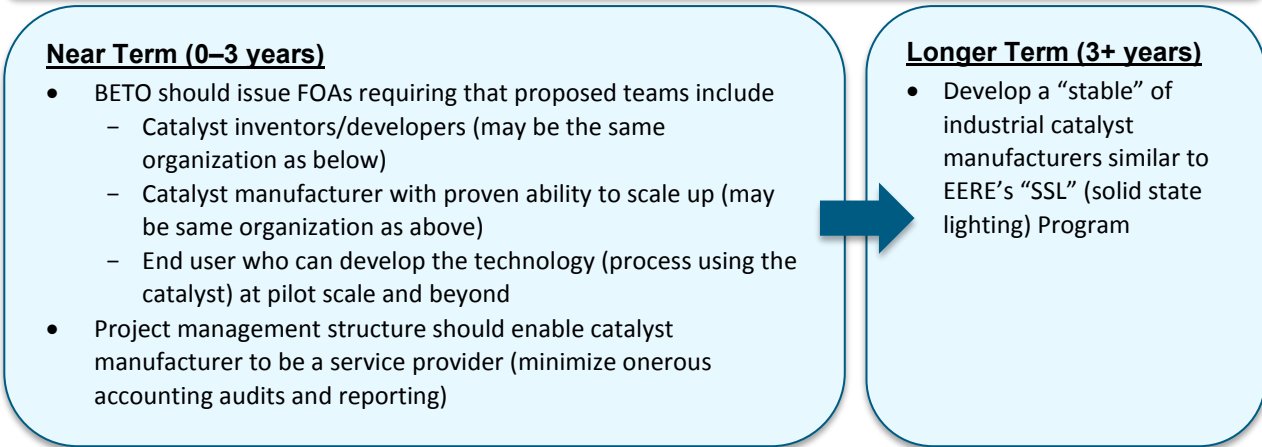 Near Term (0–3 years)
• BETO should issue FOAs requiring that proposed teams include
− Catalyst inventors/developers (may be the same
organization as below)
− Catalyst manufacturer with proven ability to scale up (may
be same organization as above)
− End user who can develop the technology (process using the
catalyst) at pilot scale and beyond
• Project management structure should enable catalyst
manufacturer to be a service provider (minimize onerous
accounting audits and reporting)
Longer Term (3+ years)
• Develop a “stable” of
industrial catalyst
manufacturers similar to
EERE’s “SSL” (solid state
lighting) Program